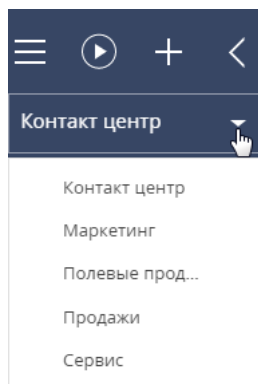 Контакт центр
Контакт центр
Маркетинг
Полевые прод...
Продажи
Сервис